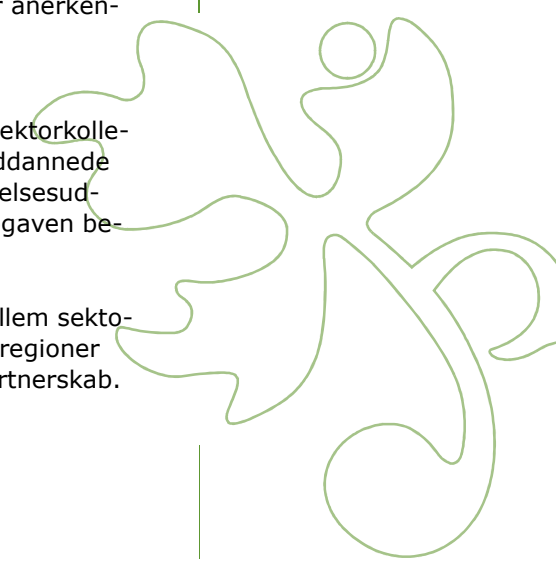 r anerken-
ektorkolle-
ddannede
elsesud-
gaven be-
llem sekto-
regioner
rtnerskab.